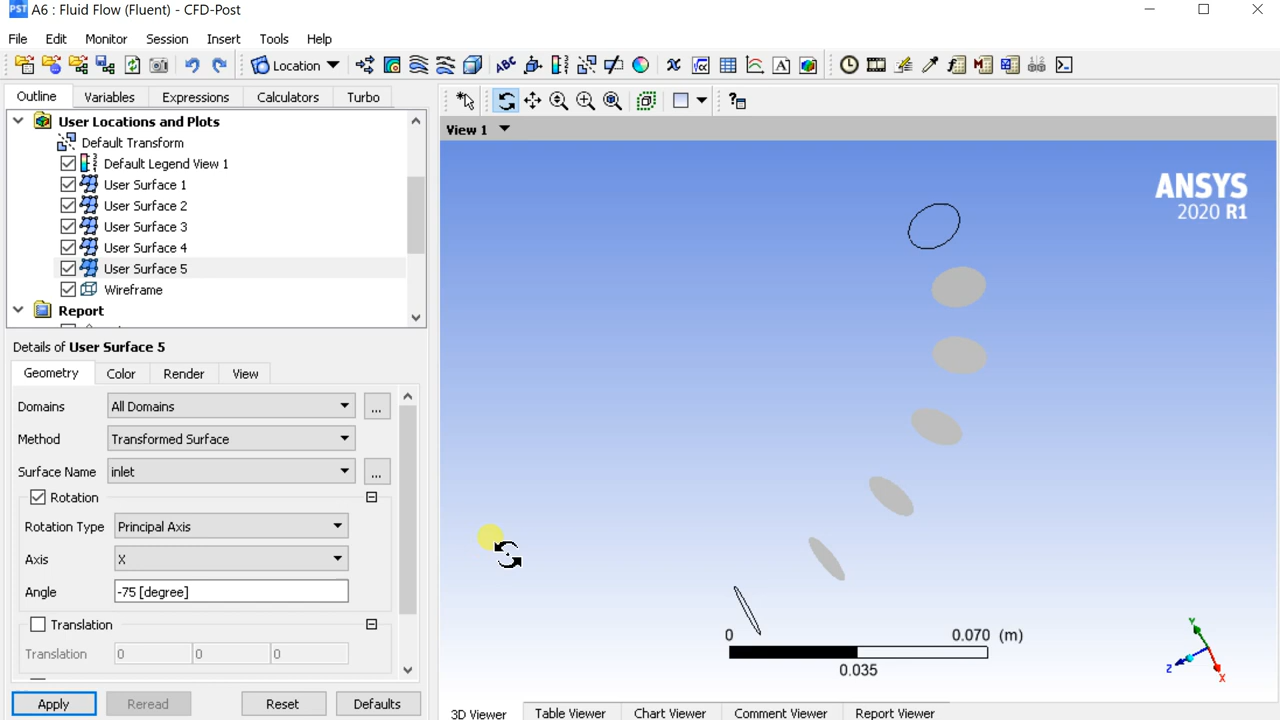 PST A6 : Fluid Flow (Fluent) - CFD-Post
File Edit Monitor Session Insert Tools Help
Location
Outline Variables Expressions Calculators Turbo
User Locations and Plots
Default Transform
Default Legend View 1
User Surface 1
User Surface 2
User Surface 3
User Surface 4
User Surface 5
Wireframe
Report
Details of User Surface 5
Geometry Color Render View
Domains All Domains ...
Method Transformed Surface
Surface Name inlet ...
Rotation
Rotation Type Principal Axis
Axis X
Angle -75 [degree]
Translation
Translation 0 0 0
Apply Reread Reset Defaults
View 1
ANSYS
2020 R1
0 0.070 (m)
0.035
Y
Z
X
3D Viewer Table Viewer Chart Viewer Comment Viewer Report Viewer